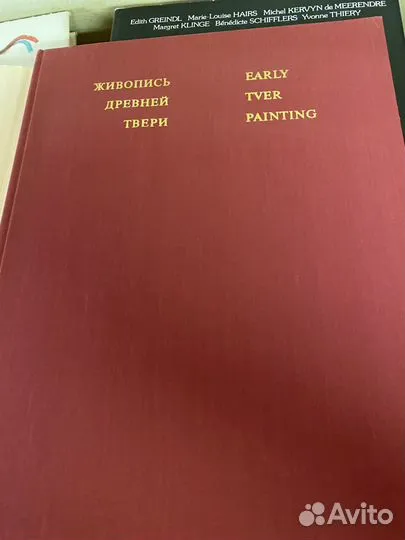 Edith GREINDL Marie-Louise HAIRS Michel KERVYN de MEERENDRE
Margret KLINGE Bénédicte SCHIFFLERS Yvonne THIERY
ЖИВОПИСЬ
ДРЕВНЕЙ
ТВЕРИ
EARLY
TVER
PAINTING
Avito